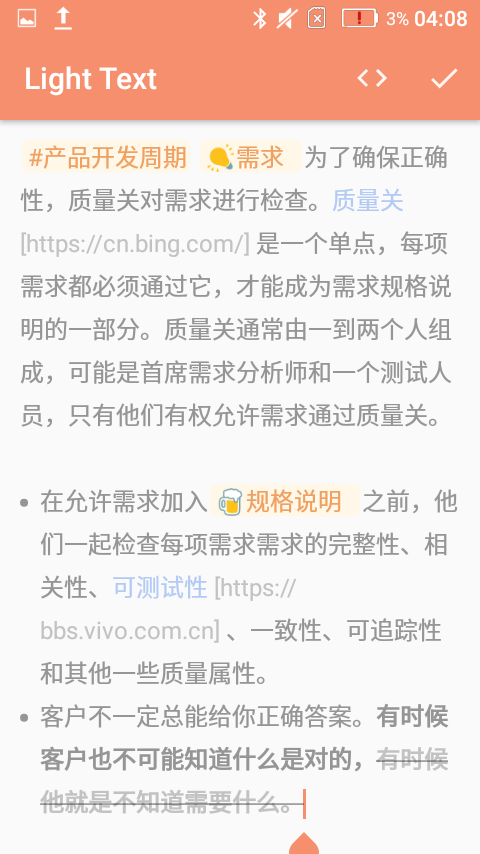 3% 04:08
Light Text
#产品开发周期 需求 为了确保正确
性，质量关对需求进行检查。质量关
[https://cn.bing.com/] 是一个单点，每项
需求都必须通过它，才能成为需求规格说
明的一部分。质量关通常由一到两个人组
成，可能是首席需求分析师和一个测试人
员，只有他们有权允许需求通过质量关。
• 在允许需求加入🍺规格说明 之前，他
们一起检查每项需求需求的完整性、相
关性、可测试性 [https://
bbs.vivo.com.cn] 、一致性、可追踪性
和其他一些质量属性。
• 客户不一定总能给你正确答案。有时候
客户也不可能知道什么是对的，有时候
他就是不知道需要什么。